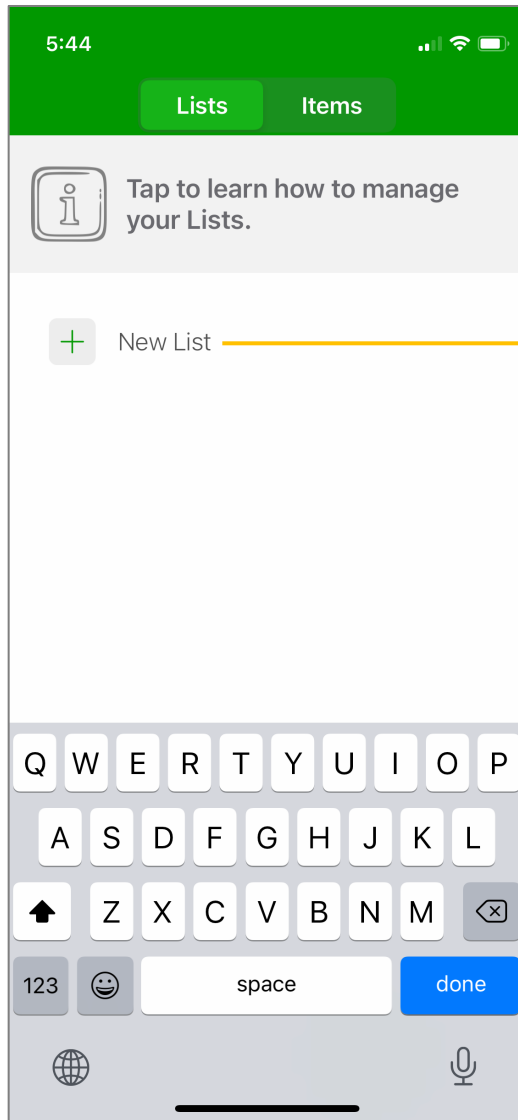 5:44
Lists Items
Tap to learn how to manage
your Lists.
New List
Q W E R T Y U I O P
A S D F G H J K L
Z X C V B N M
123 space done